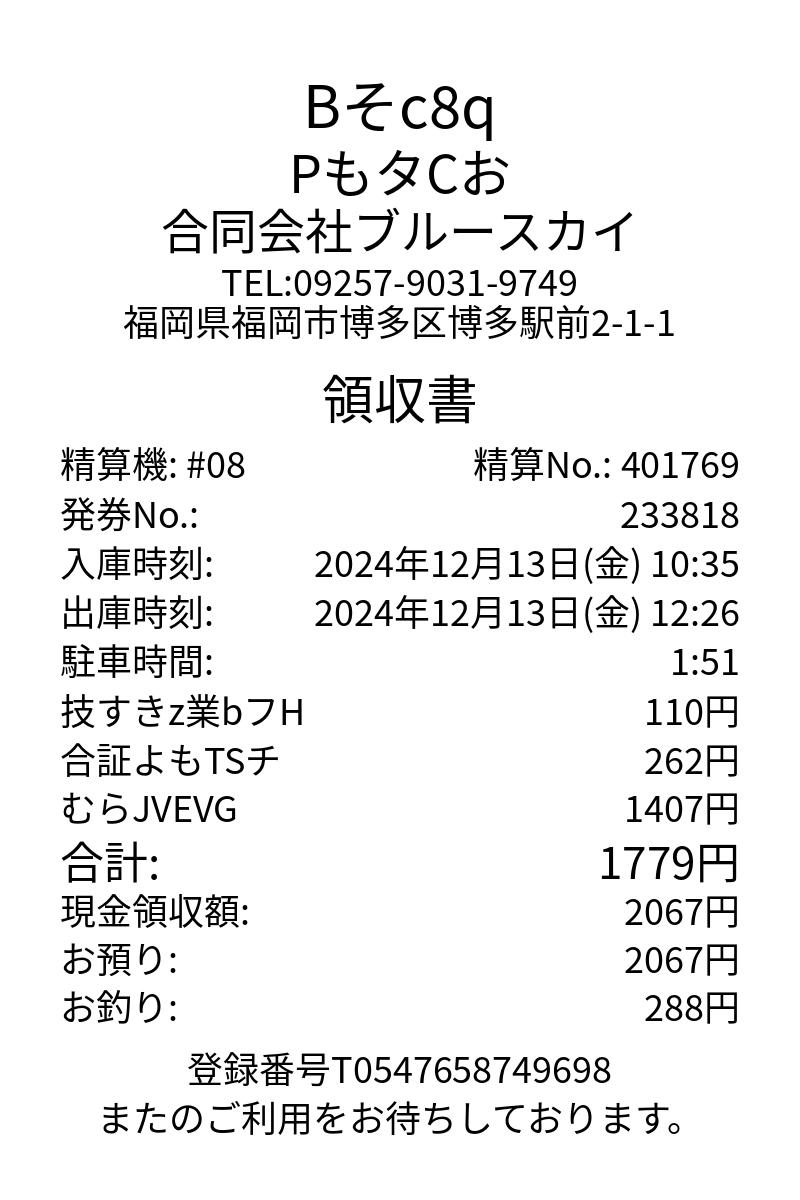 Bそc8q
PもタCお
合同会社ブルースカイ
TEL:09257-9031-9749
福岡県福岡市博多区博多駅前2-1-1
領収書
精算機: #08 精算No.: 401769
発券No.: 233818
入庫時刻: 2024年12月13日(金) 10:35
出庫時刻: 2024年12月13日(金) 12:26
駐車時間: 1:51
技すきz業bフH 110円
合証よもTSチ 262円
むらJVEVG 1407円
合計: 1779円
現金領収額: 2067円
お預り: 2067円
お釣り: 288円
登録番号T0547658749698
またのご利用をお待ちしております。